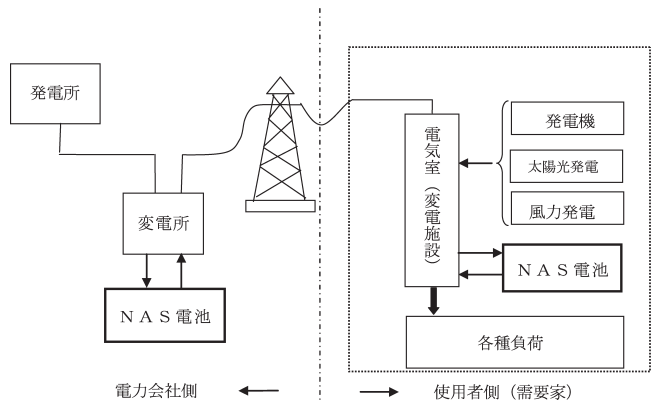 発電所
変電所
NAS電池
電気室（変電施設）
発電機
太陽光発電
風力発電
NAS電池
各種負荷
電力会社側
使用者側（需要家）